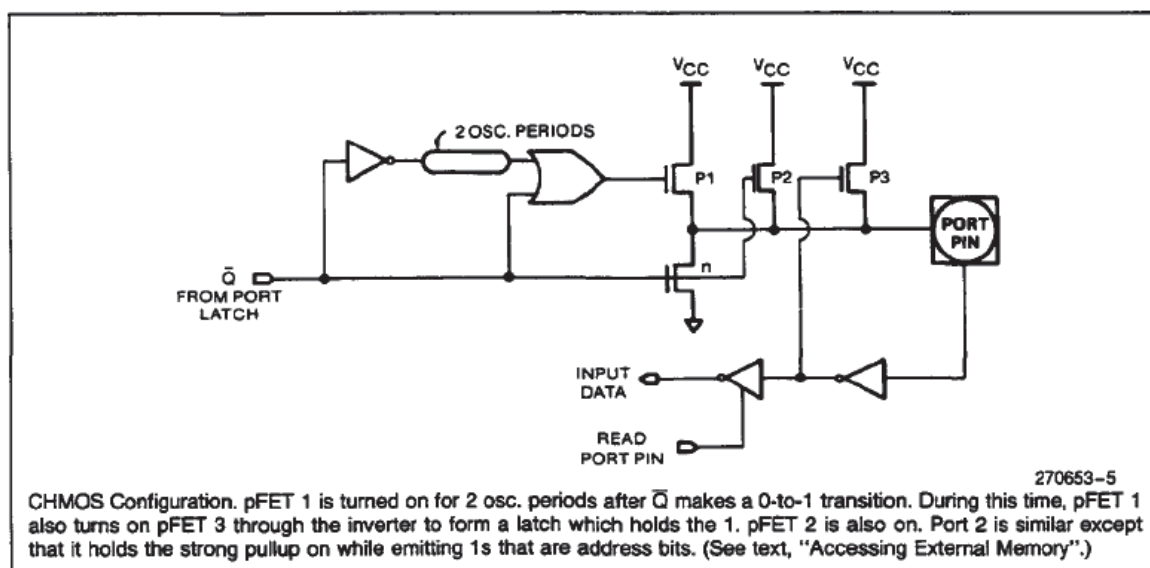 V_CC V_CC V_CC
2 OSC. PERIODS
P1 P2 P3
PORT
PIN
n
Q̅
FROM PORT
LATCH
INPUT
DATA
READ
PORT PIN
270653–5
CHMOS Configuration. pFET 1 is turned on for 2 osc. periods after Q̅ makes a 0-to-1 transition. During this time, pFET 1
also turns on pFET 3 through the inverter to form a latch which holds the 1. pFET 2 is also on. Port 2 is similar except
that it holds the strong pullup on while emitting 1s that are address bits. (See text, "Accessing External Memory".)